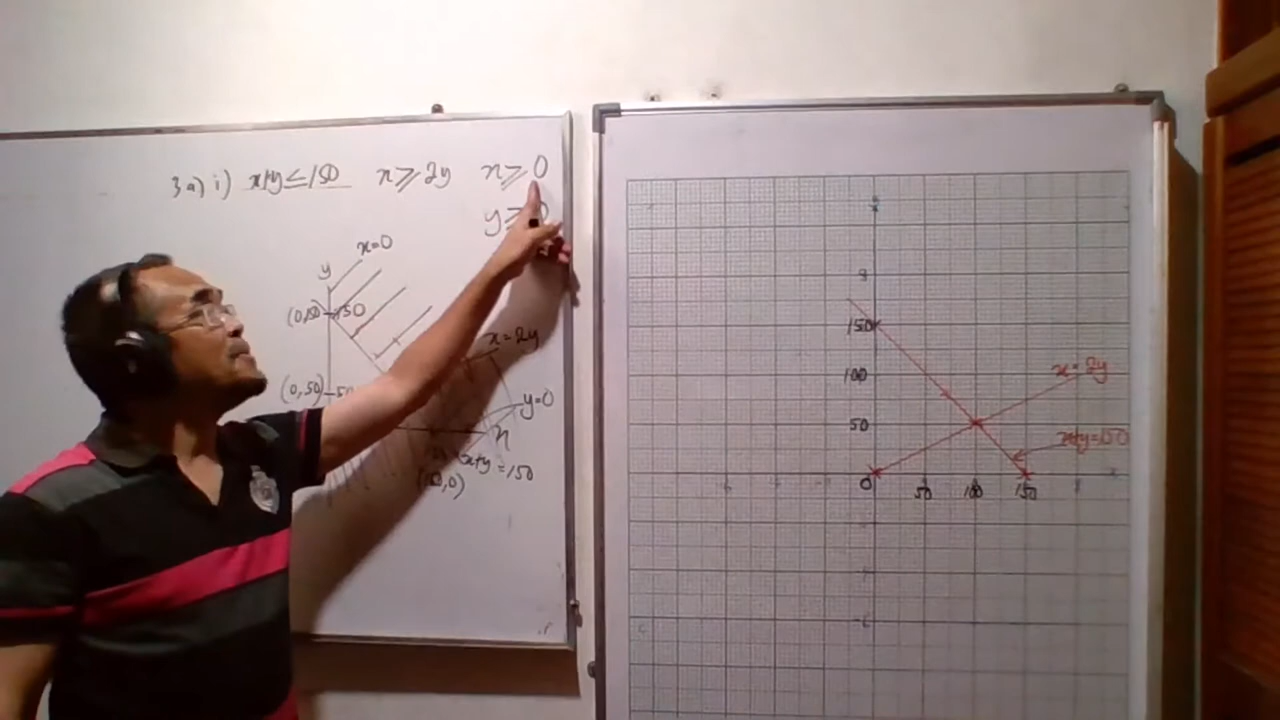 3a) i) x+y≤150 x≥2y x≥0
y≥0
x=0
y
(0,150) 150
x=2y
(0,50) 50
y=0
x
x+y=150
(150,0)
150
100
x=2y
50
x+y=150
0 50 100 150